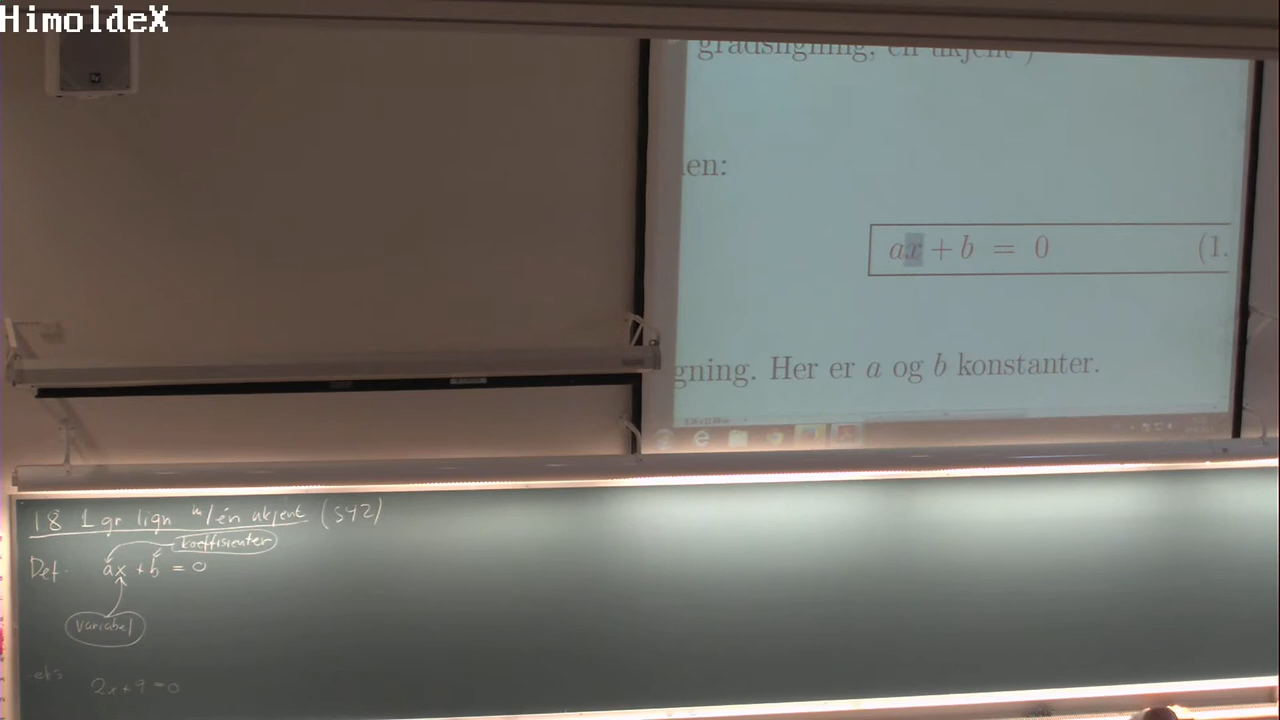 HimoldeX
gradsligning, en ukjent )
en:
ax + b = 0 (1.
gning. Her er a og b konstanter.
18 1 gr lign m/én ukjent (s42)
koeffisienter
Def. ax + b = 0
variabel
eks
2x+9=0